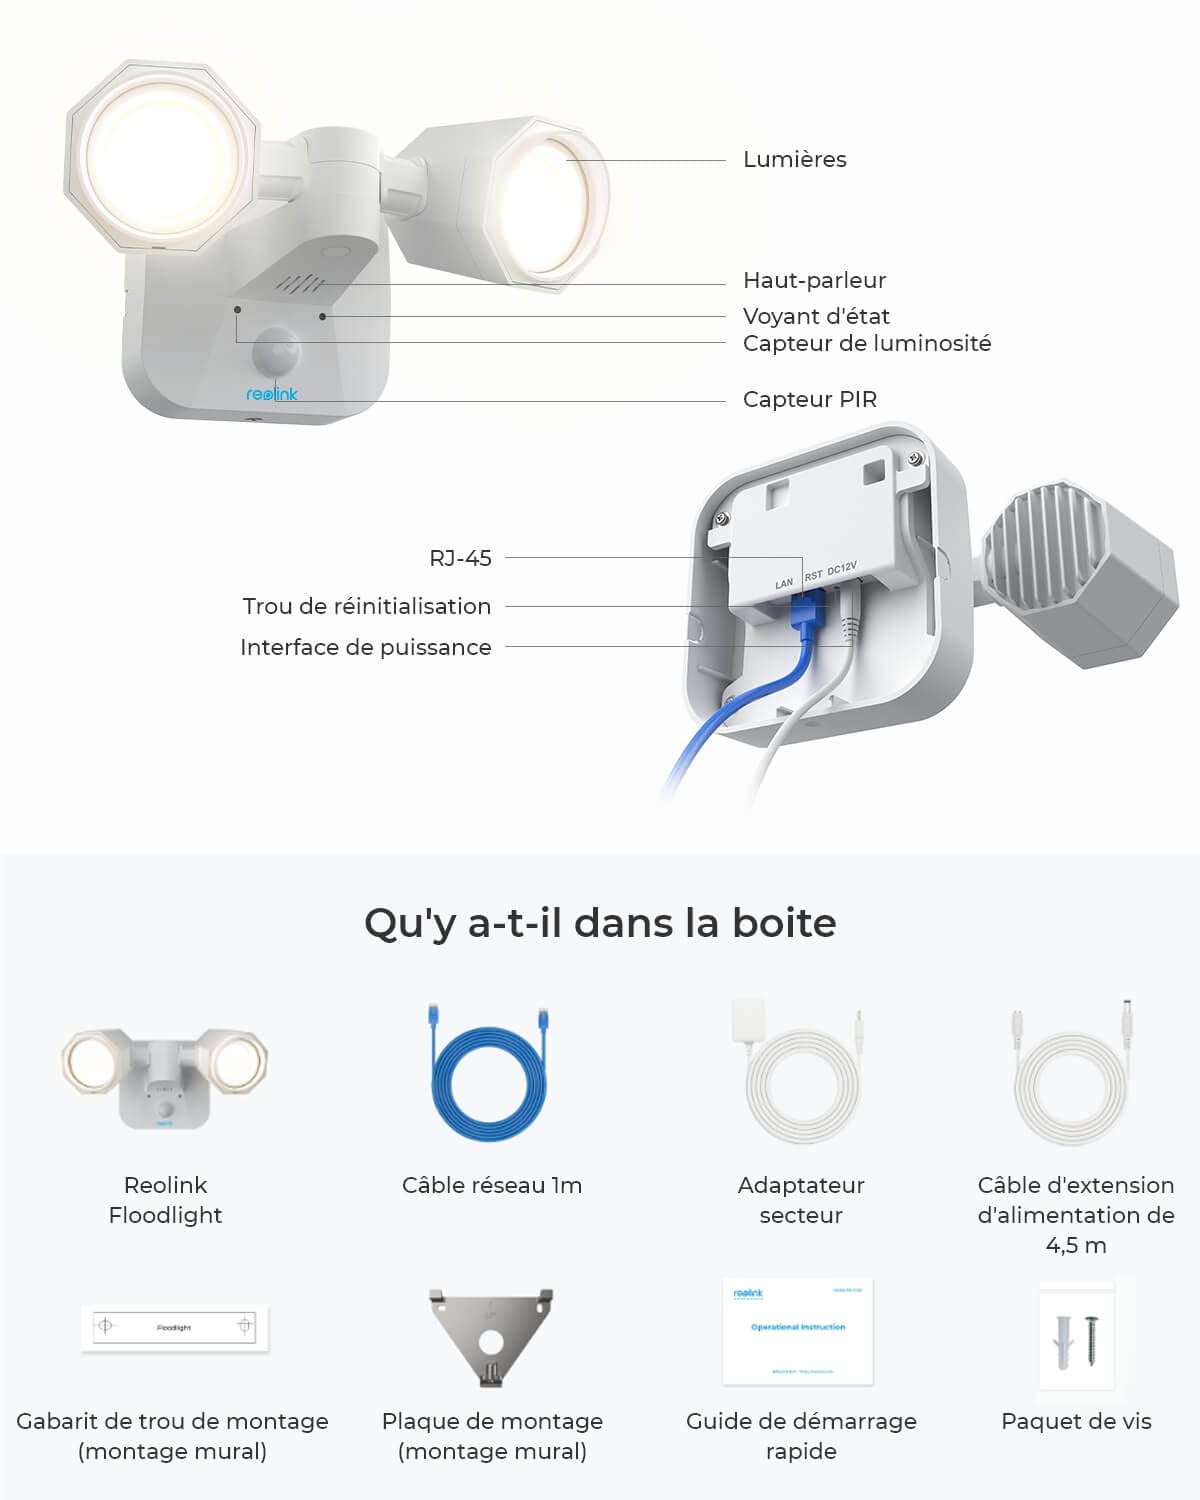 Lumières
Haut-parleur
Voyant d'état
Capteur de luminosité
reolink
Capteur PIR
RJ-45
LAN RST DC12V
Trou de réinitialisation
Interface de puissance
Qu'y a-t-il dans la boite
Reolink
Floodlight
Câble réseau 1m
Adaptateur
secteur
Câble d'extension
d'alimentation de
4,5 m
Floodlight
reolink
Operational Instruction
Gabarit de trou de montage
(montage mural)
Plaque de montage
(montage mural)
Guide de démarrage
rapide
Paquet de vis